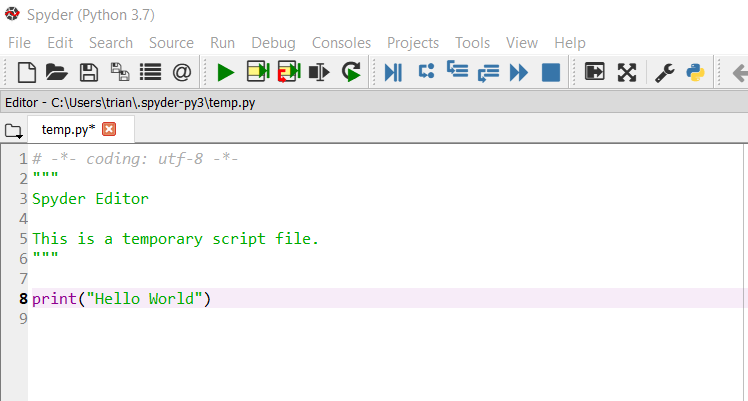 Spyder (Python 3.7)
File Edit Search Source Run Debug Consoles Projects Tools View Help
@
Editor - C:\Users\trian\.spyder-py3\temp.py
temp.py*
1 # -*- coding: utf-8 -*-
2 """
3 Spyder Editor
4
5 This is a temporary script file.
6 """
7
8 print("Hello World")
9